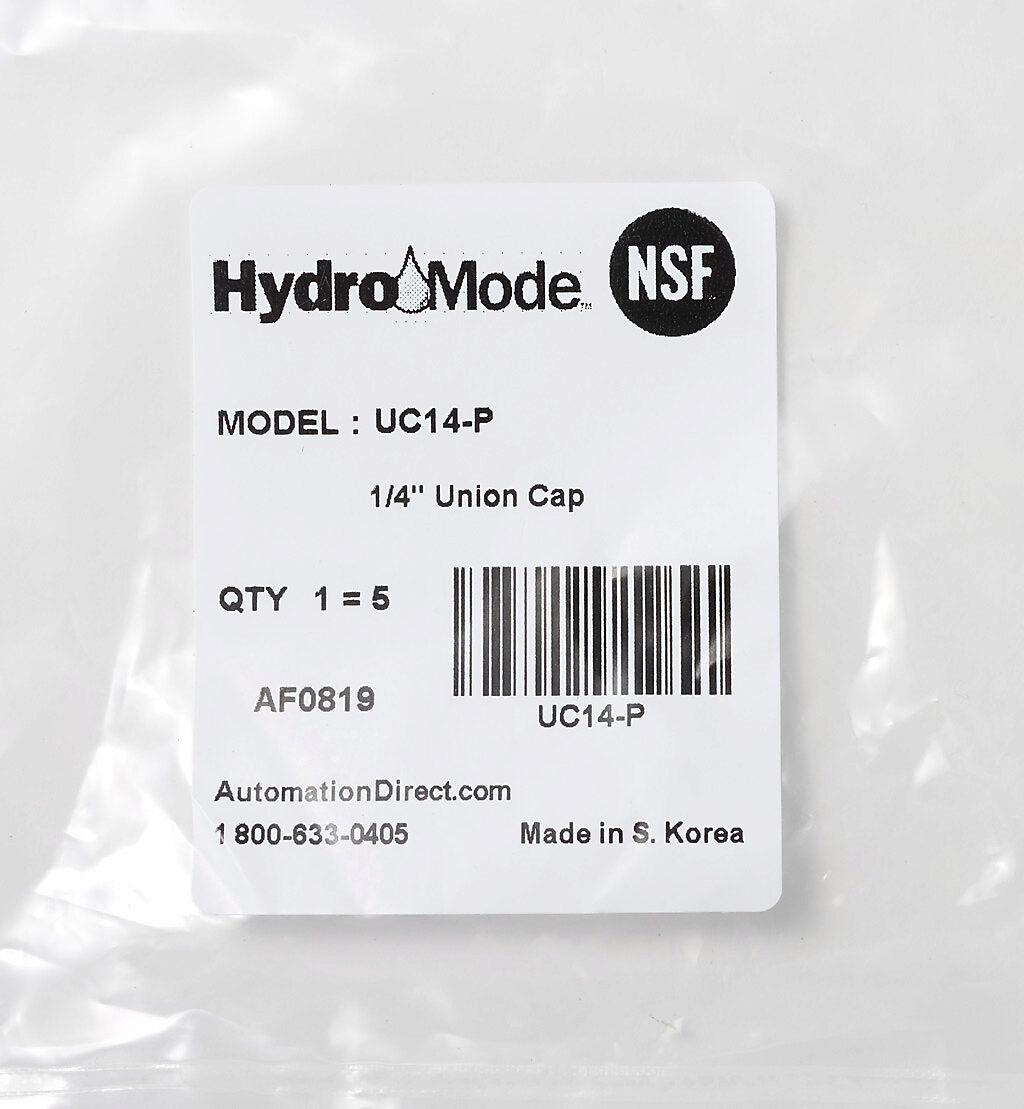 HydroMode™ NSF
MODEL : UC14-P
1/4" Union Cap
QTY 1 = 5
AF0819
UC14-P
AutomationDirect.com
1 800-633-0405 Made in S. Korea